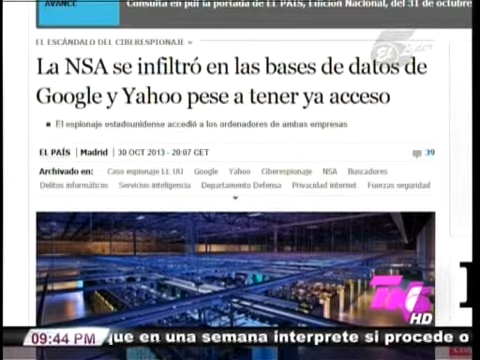 AVANCE
Consulta en pdf la portada de EL PAÍS, Edición Nacional, del 31 de octubre
EL ESCÁNDALO DEL CIBERESPIONAJE »
La NSA se infiltró en las bases de datos de
Google y Yahoo pese a tener ya acceso
El espionaje estadounidense accedió a los ordenadores de ambas empresas
EL PAÍS | Madrid | 30 OCT 2013 - 20:07 CET
39
Archivado en: Caso espionaje EE UU Google Yahoo Ciberespionaje NSA Buscadores
Delitos informáticos Servicios inteligencia Departamento Defensa Privacidad internet Fuerzas seguridad
HD
09:44 PM que en una semana interprete si procede o